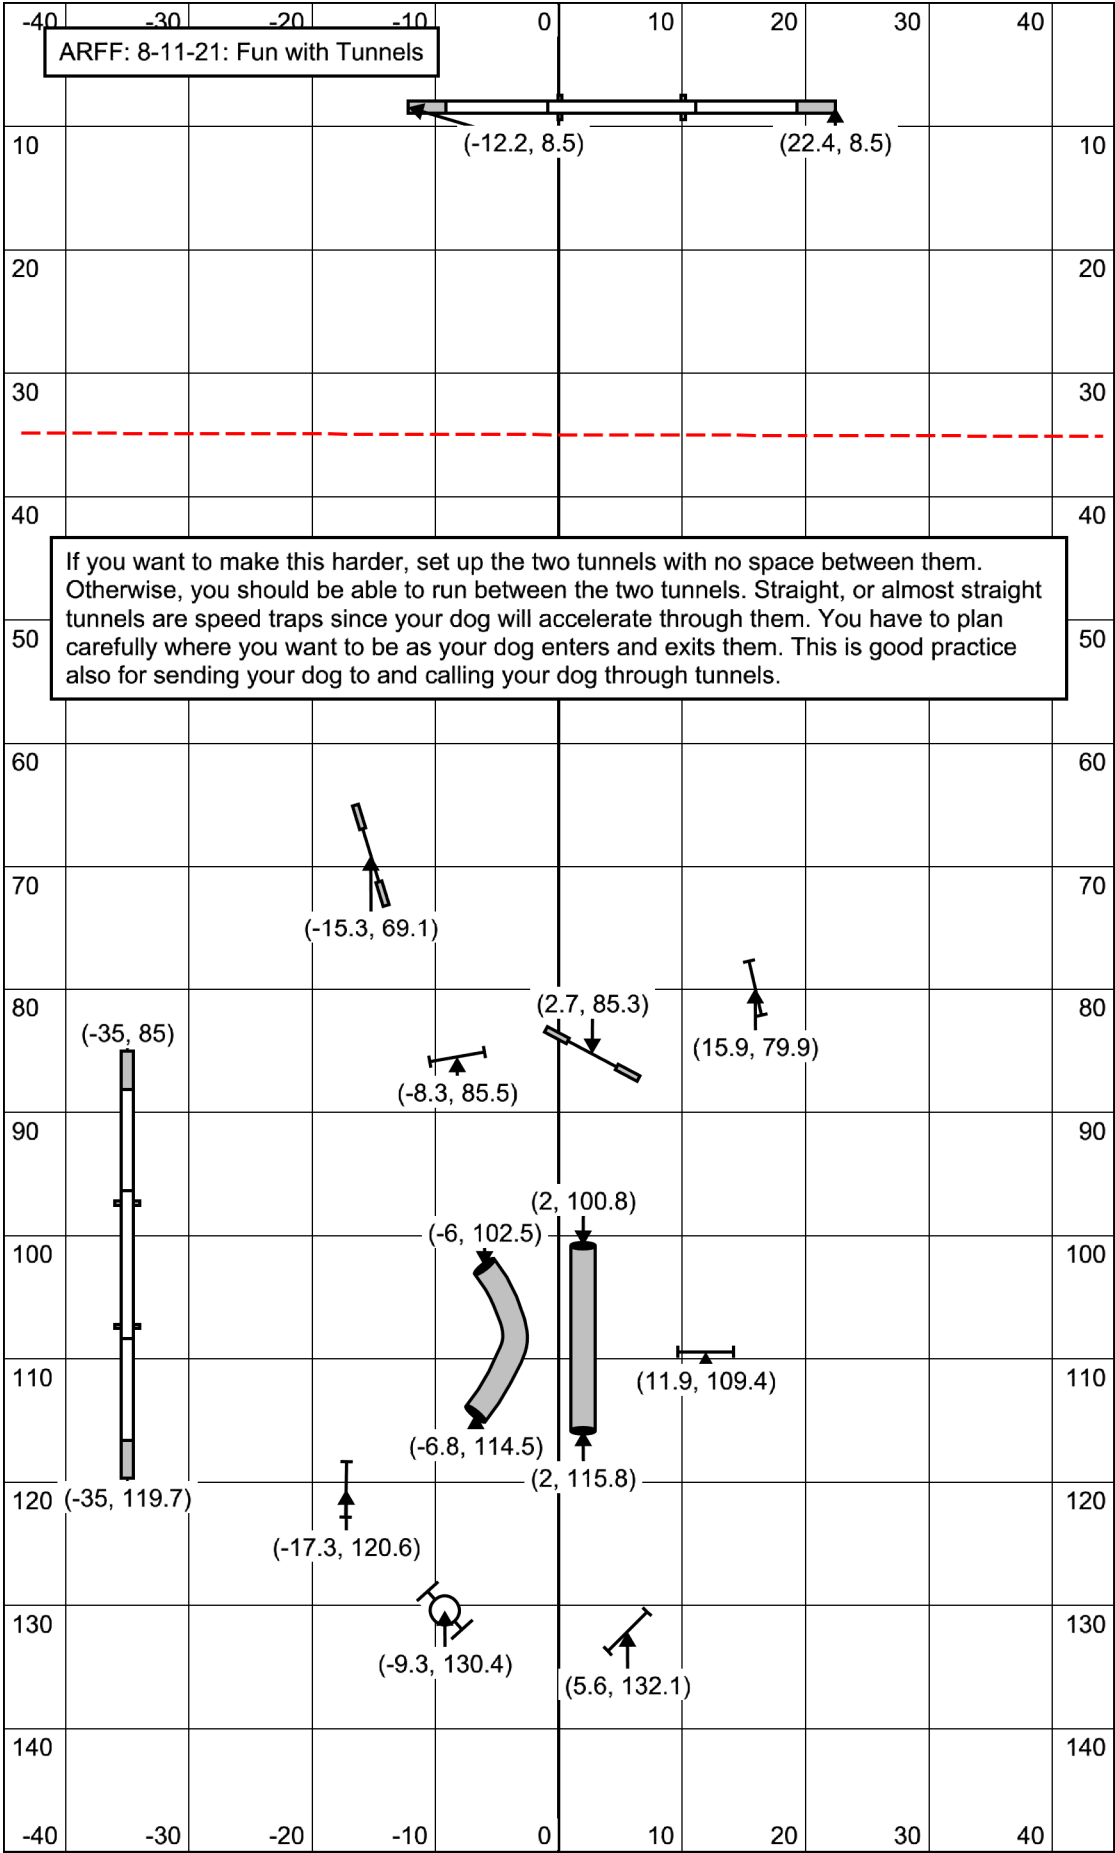 -40 -30 -20 -10 0 10 20 30 40
ARFF: 8-11-21: Fun with Tunnels
(-12.2, 8.5) (22.4, 8.5)
10 10
20 20
30 30
40 40
If you want to make this harder, set up the two tunnels with no space between them.
Otherwise, you should be able to run between the two tunnels. Straight, or almost straight
tunnels are speed traps since your dog will accelerate through them. You have to plan
carefully where you want to be as your dog enters and exits them. This is good practice
also for sending your dog to and calling your dog through tunnels.
50 50
60 60
70 70
(-15.3, 69.1)
80 80
(2.7, 85.3)
(-35, 85)
(15.9, 79.9)
(-8.3, 85.5)
90 90
(2, 100.8)
(-6, 102.5)
100 100
110 110
(11.9, 109.4)
(-6.8, 114.5)
(2, 115.8)
120 (-35, 119.7) 120
(-17.3, 120.6)
130 130
(-9.3, 130.4)
(5.6, 132.1)
140 140
-40 -30 -20 -10 0 10 20 30 40